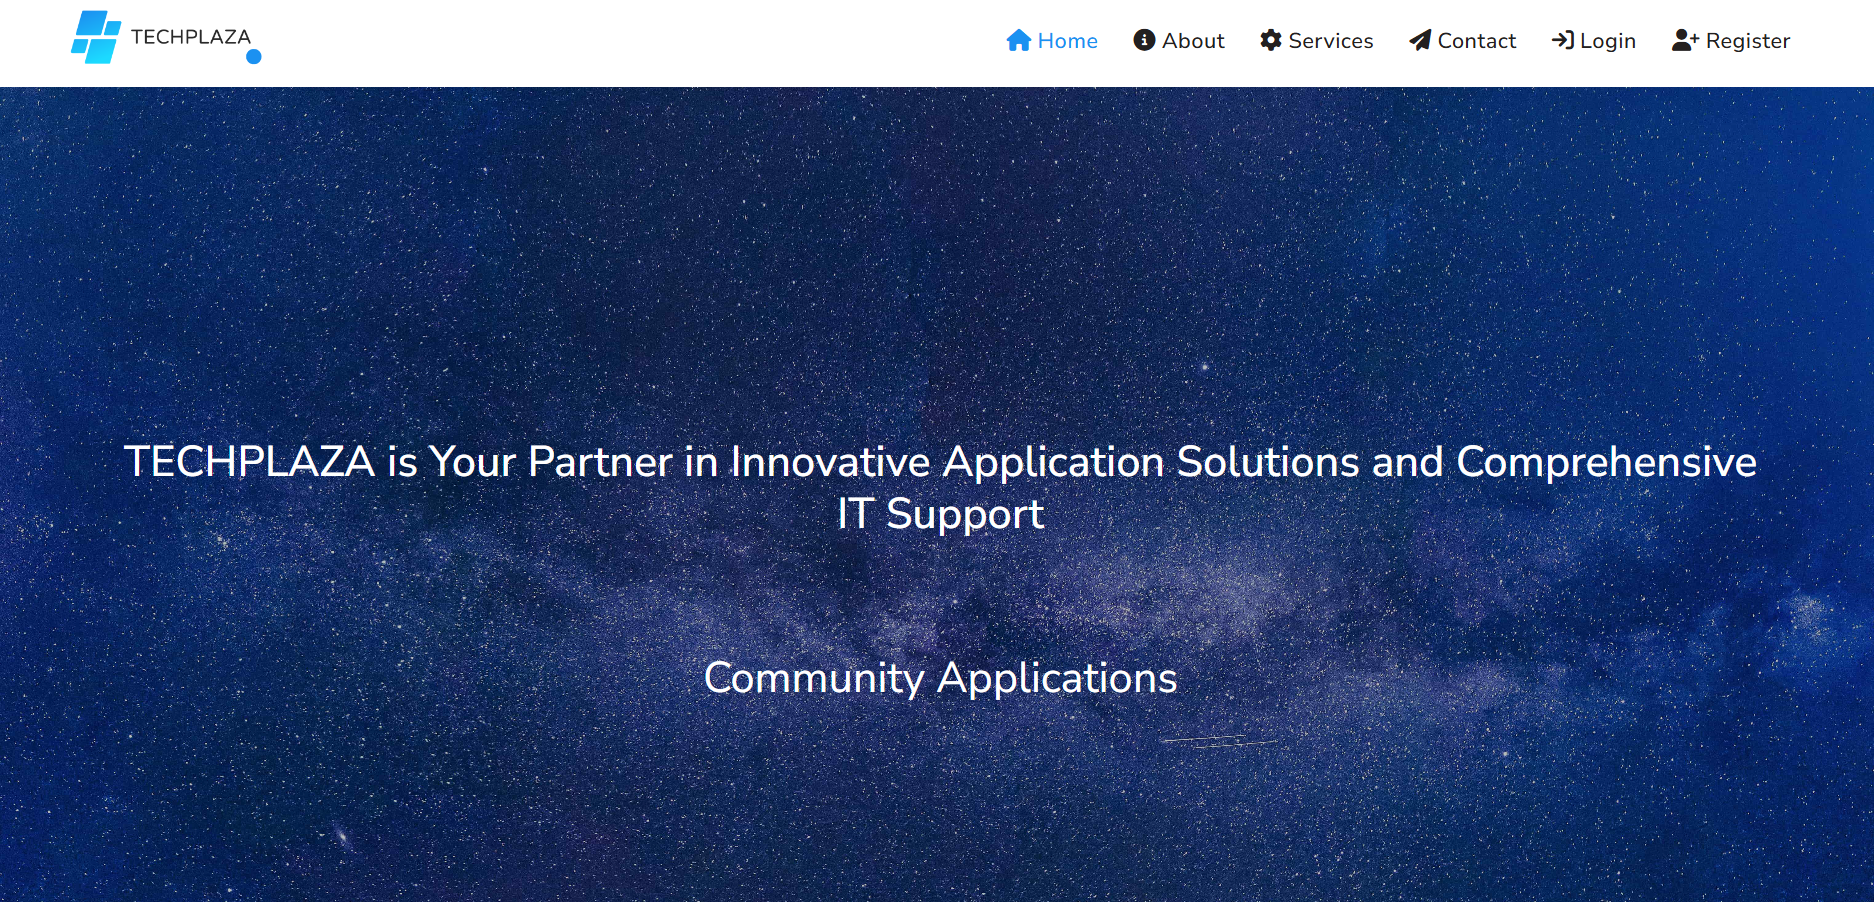 TECHPLAZA
Home About Services Contact Login Register
TECHPLAZA is Your Partner in Innovative Application Solutions and Comprehensive
IT Support
Community Applications